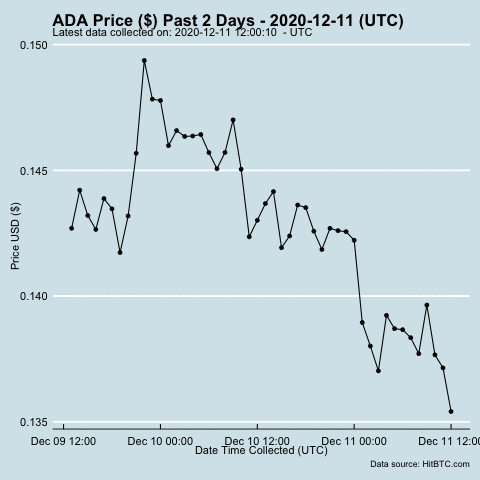 ADA Price ($) Past 2 Days - 2020-12-11 (UTC)
Latest data collected on: 2020-12-11 12:00:10 - UTC
0.150
0.145
0.140
0.135
Price USD ($)
Dec 09 12:00 Dec 10 00:00 Dec 10 12:00 Dec 11 00:00 Dec 11 12:00
Date Time Collected (UTC)
Data source: HitBTC.com